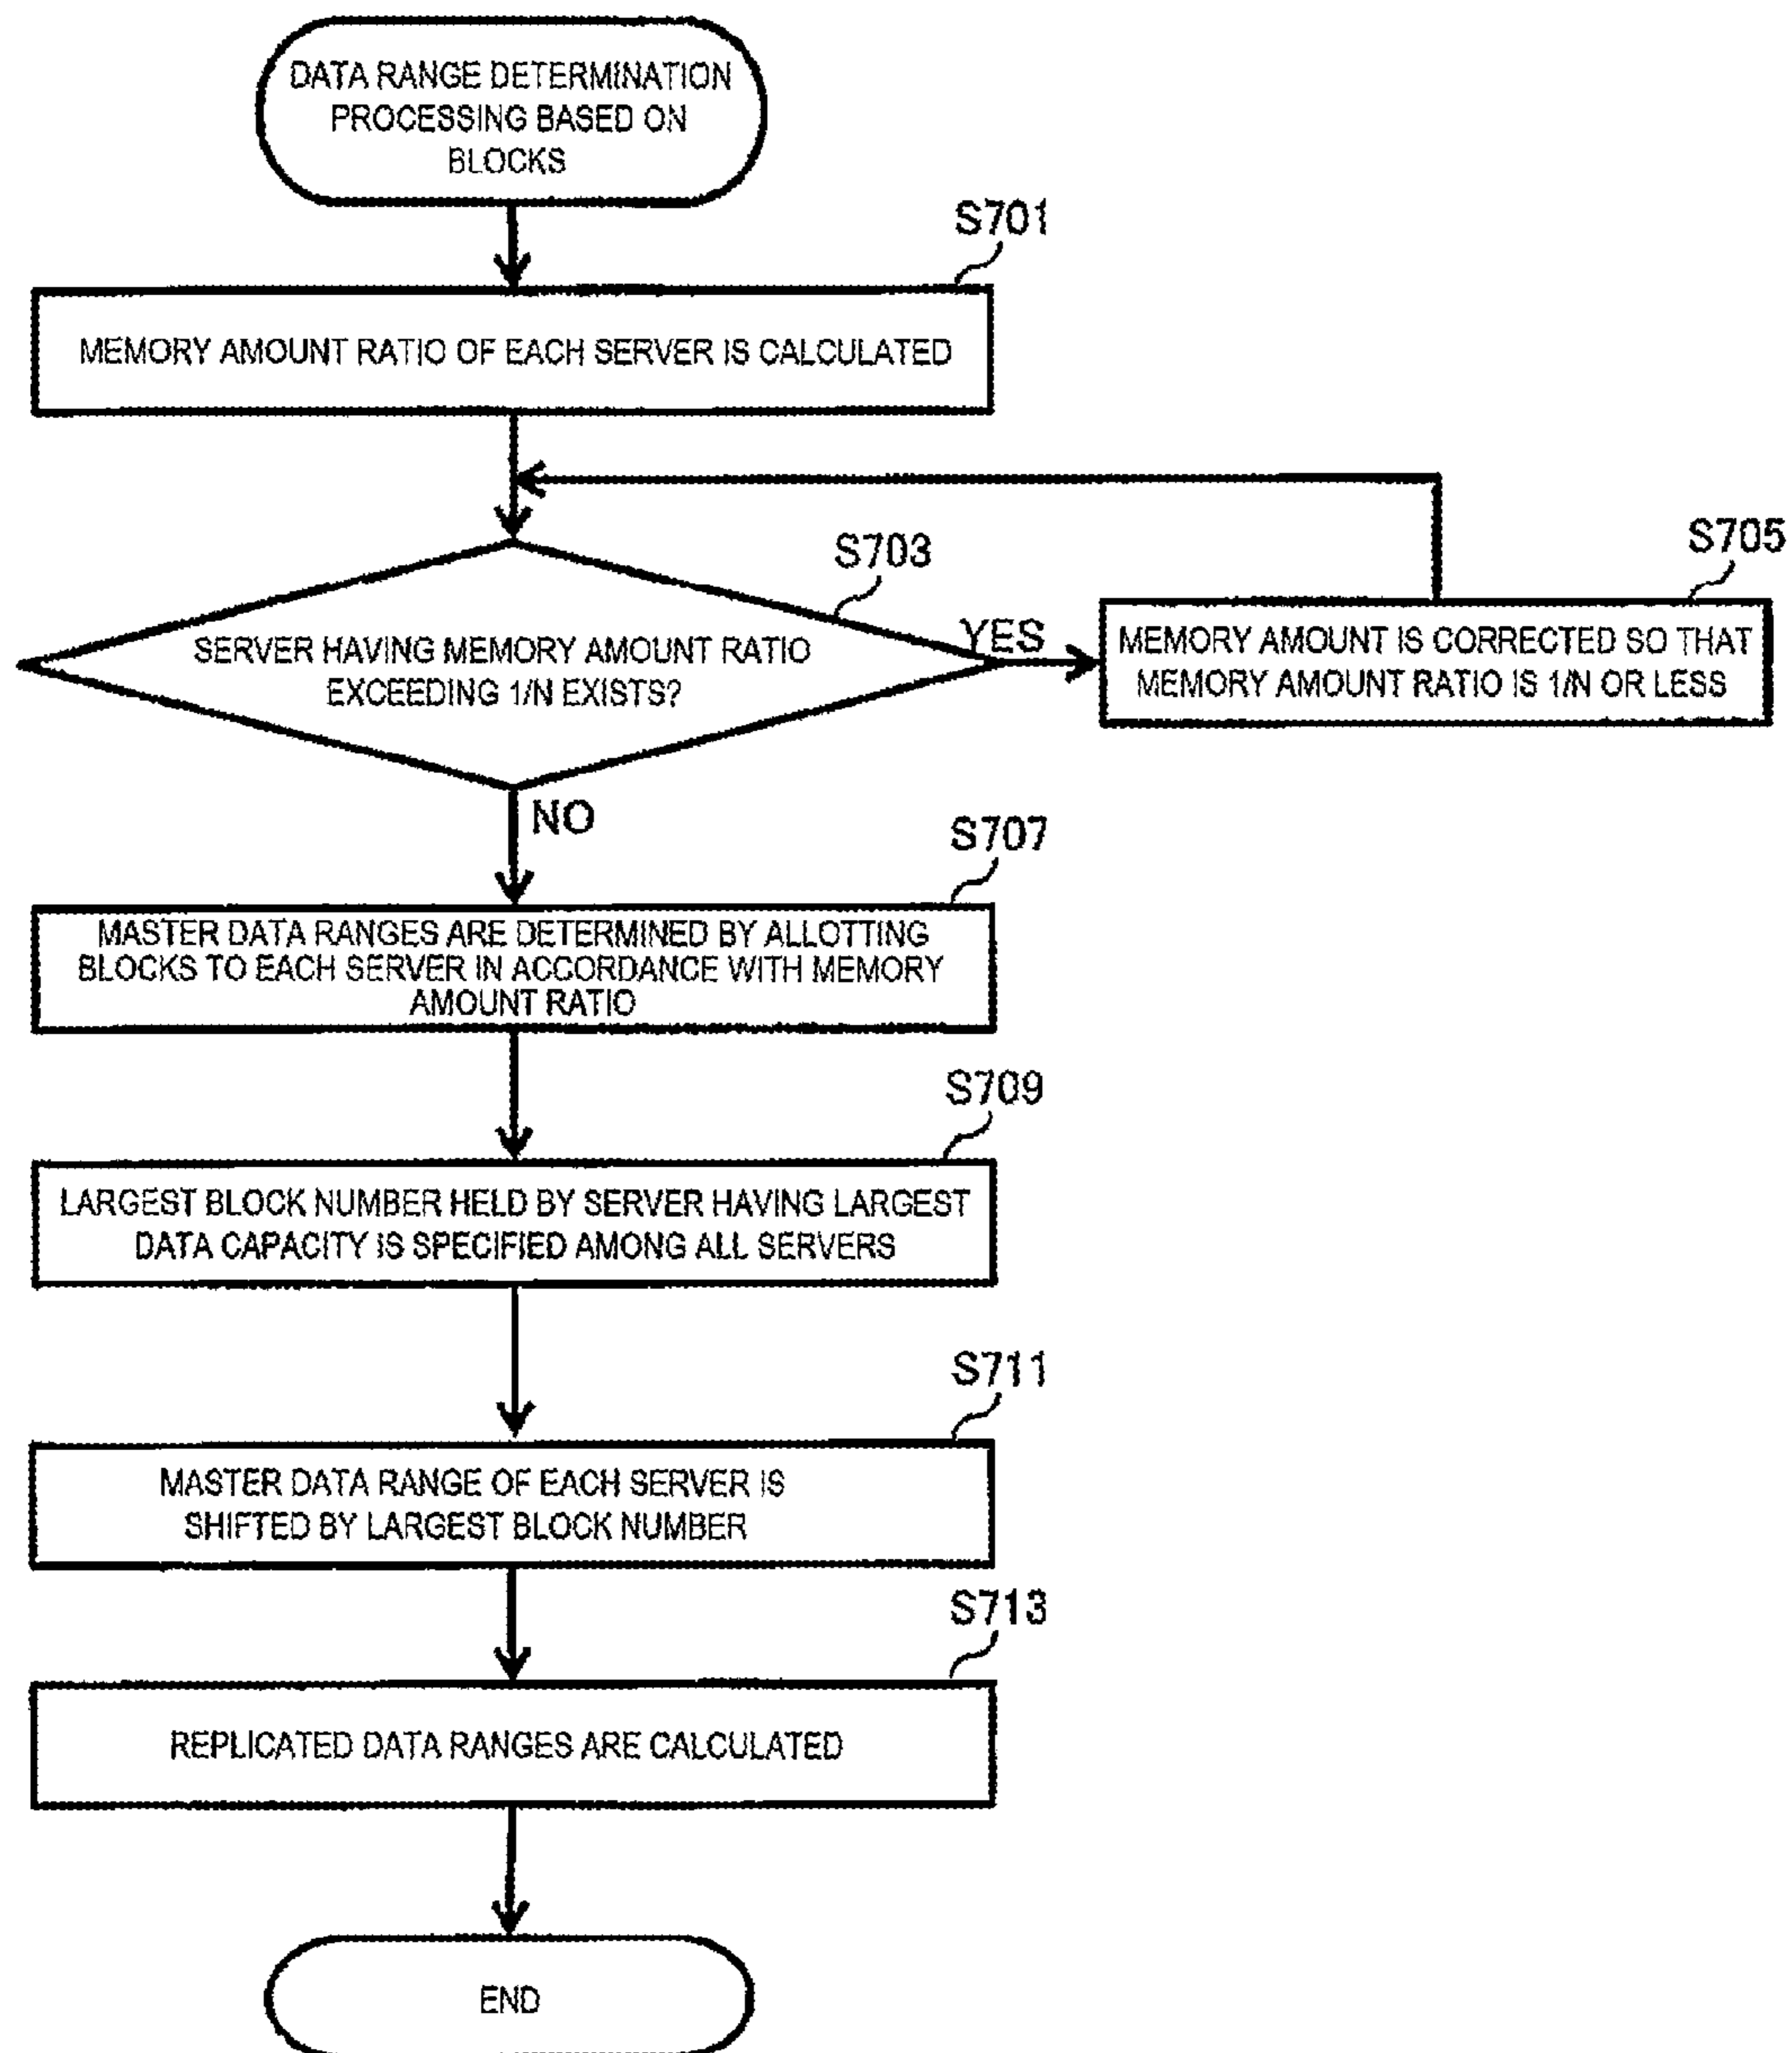 DATA RANGE DETERMINATION
PROCESSING BASED ON
BLOCKS
S701
MEMORY AMOUNT RATIO OF EACH SERVER IS CALCULATED
S703
SERVER HAVING MEMORY AMOUNT RATIO
EXCEEDING 1/N EXISTS?
YES
S705
MEMORY AMOUNT IS CORRECTED SO THAT
MEMORY AMOUNT RATIO IS 1/N OR LESS
NO
S707
MASTER DATA RANGES ARE DETERMINED BY ALLOTTING
BLOCKS TO EACH SERVER IN ACCORDANCE WITH MEMORY
AMOUNT RATIO
S709
LARGEST BLOCK NUMBER HELD BY SERVER HAVING LARGEST
DATA CAPACITY IS SPECIFIED AMONG ALL SERVERS
S711
MASTER DATA RANGE OF EACH SERVER IS
SHIFTED BY LARGEST BLOCK NUMBER
S713
REPLICATED DATA RANGES ARE CALCULATED
END